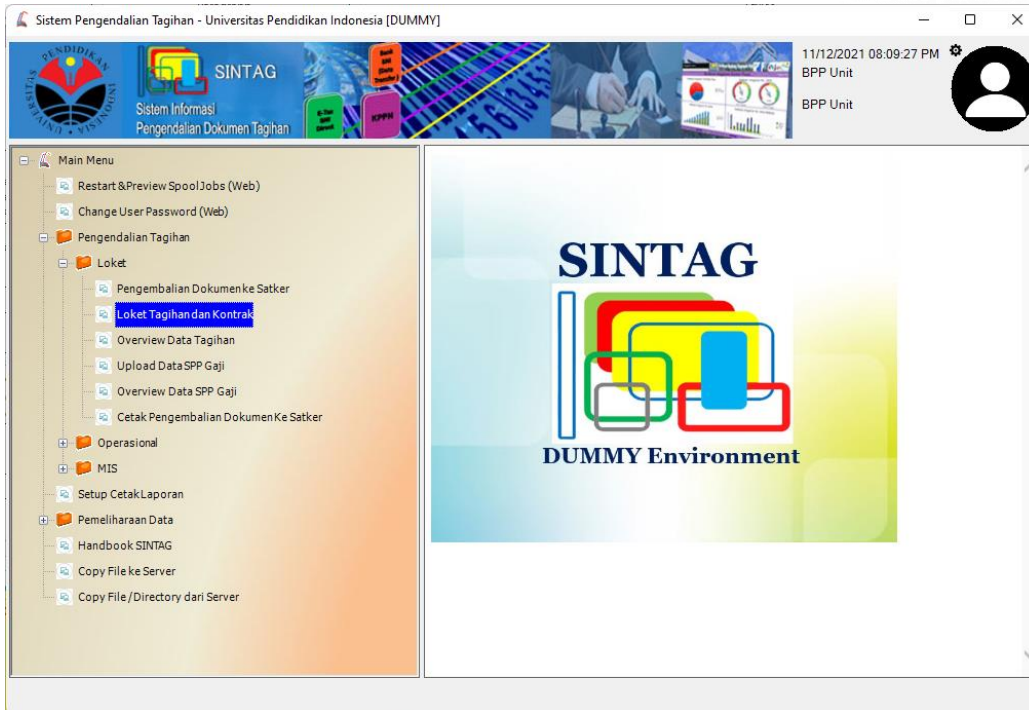 Sistem Pengendalian Tagihan - Universitas Pendidikan Indonesia [DUMMY]
UNIVERSITAS PENDIDIKAN INDONESIA
SINTAG
Sistem Informasi
Pengendalian Dokumen Tagihan
KPPN
11/12/2021 08:09:27 PM
BPP Unit
BPP Unit
Main Menu
Restart &Preview SpoolJobs (Web)
Change User Password (Web)
Pengendalian Tagihan
Loket
Pengembalian Dokumen ke Satker
Loket Tagihan dan Kontrak
Overview Data Tagihan
Upload Data SPP Gaji
Overview Data SPP Gaji
Cetak Pengembalian Dokumen Ke Satker
Operasional
MIS
Setup Cetak Laporan
Pemeliharaan Data
Handbook SINTAG
Copy File ke Server
Copy File /Directory dari Server
SINTAG
DUMMY Environment